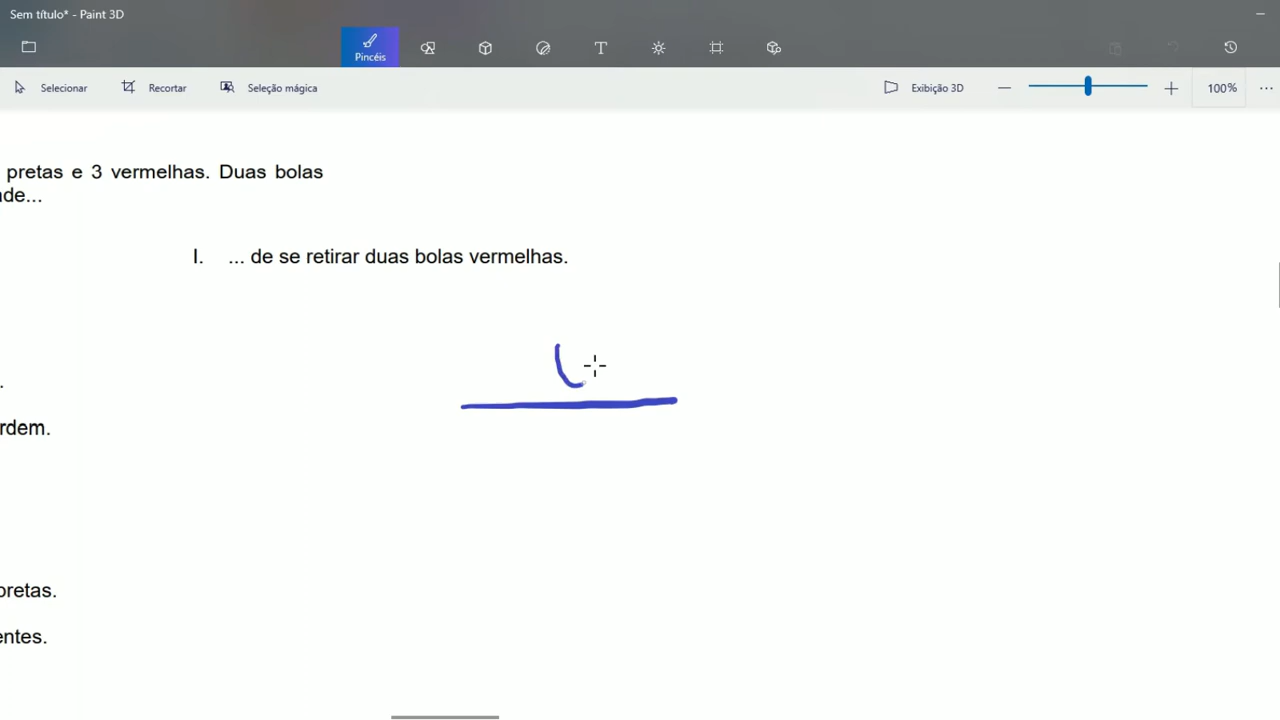 Sem título* - Paint 3D
Pincéis
Selecionar Recortar Seleção mágica Exibição 3D 100%
pretas e 3 vermelhas. Duas bolas
nde...
I. ... de se retirar duas bolas vermelhas.
.
rdem.
pretas.
entes.